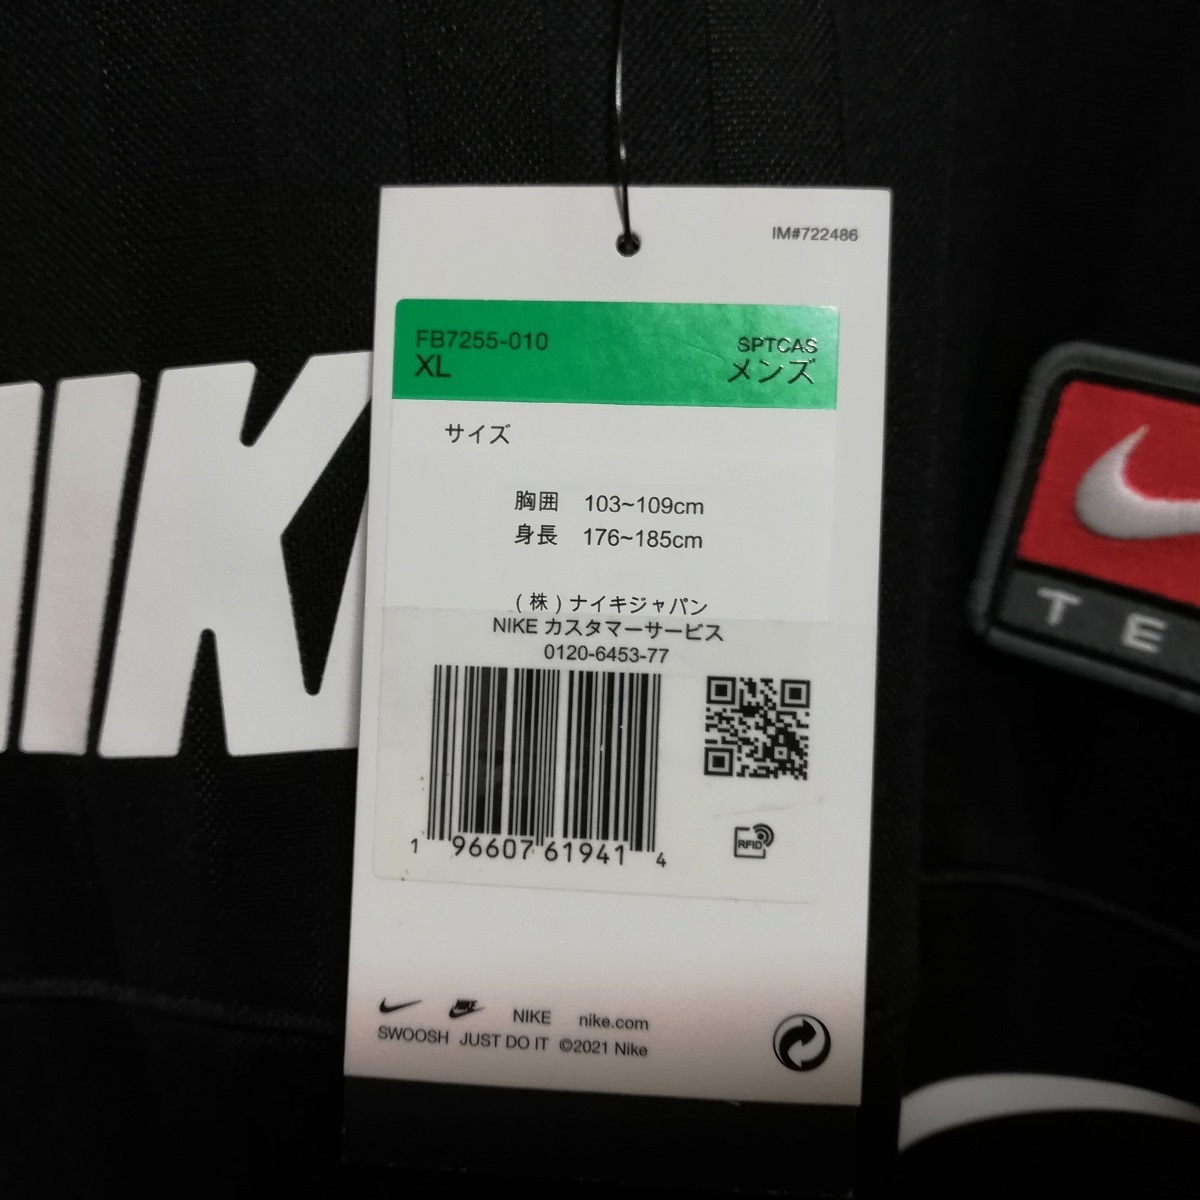 IM#722486
FB7255-010
SPTCAS
XL
メンズ
サイズ
胸囲 103~109cm
身長 176~185cm
(株)ナイキジャパン
NIKE カスタマーサービス
0120-6453-77
1 96607 61941 4
RFID
NIKE nike.com
SWOOSH JUST DO IT ©2021 Nike
IK
TE